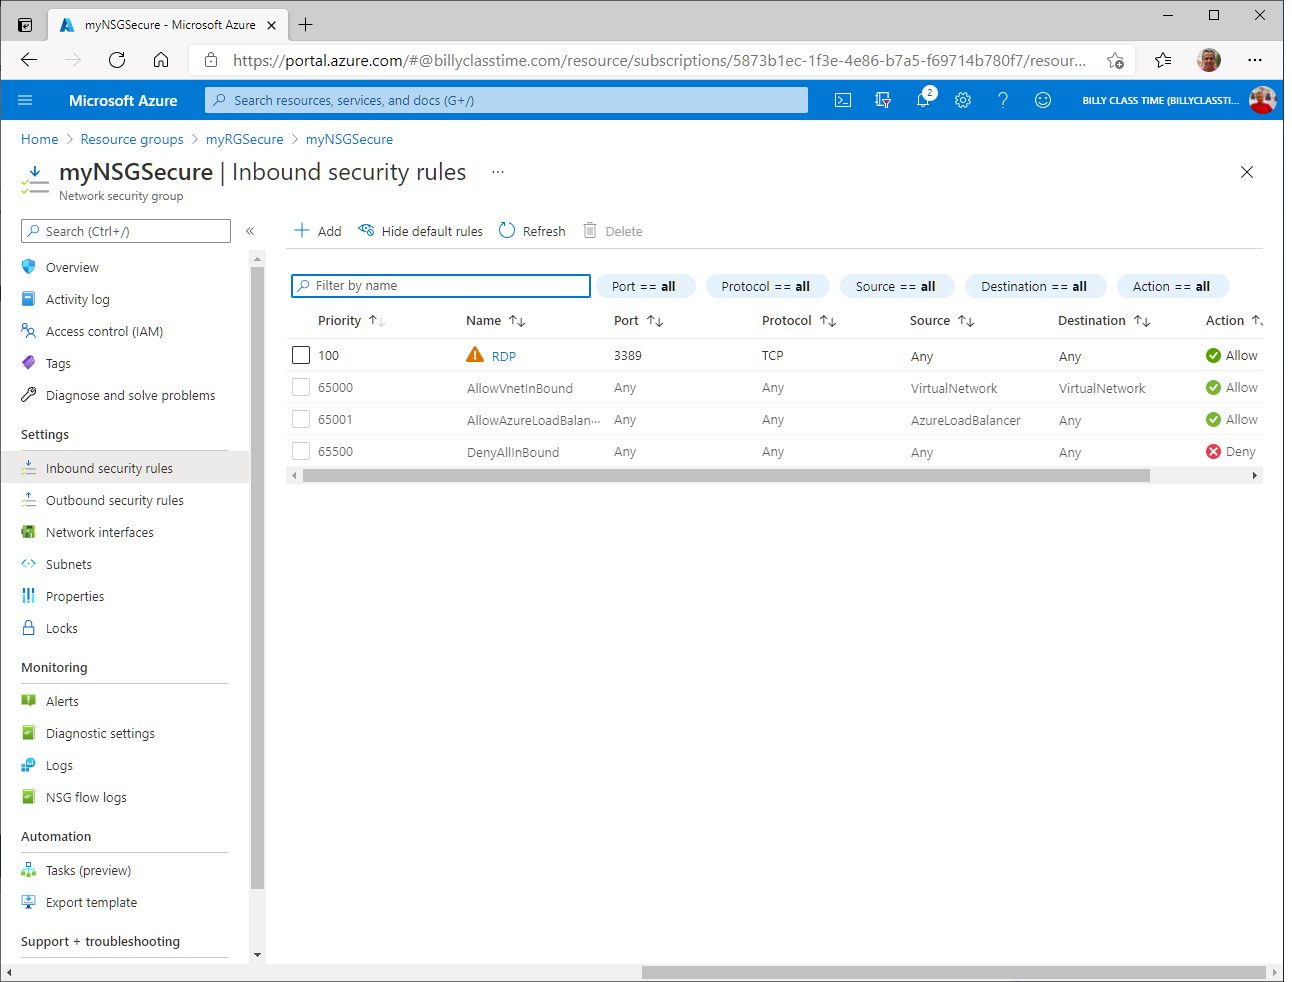 myNSGSecure - Microsoft Azure
https://portal.azure.com/#@billyclasstime.com/resource/subscriptions/5873b1ec-1f3e-4e86-b7a5-f69714b780f7/resour...
Microsoft Azure
Search resources, services, and docs (G+/)
2
BILLY CLASS TIME (BILLYCLASSTI...
Home > Resource groups > myRGSecure > myNSGSecure
myNSGSecure | Inbound security rules ...
Network security group
Search (Ctrl+/)
«
Add
Hide default rules
Refresh
Delete
Overview
Activity log
Access control (IAM)
Tags
Diagnose and solve problems
Settings
Inbound security rules
Outbound security rules
Network interfaces
Subnets
Properties
Locks
Monitoring
Alerts
Diagnostic settings
Logs
NSG flow logs
Automation
Tasks (preview)
Export template
Support + troubleshooting
Filter by name
Port == all
Protocol == all
Source == all
Destination == all
Action == all
Priority Name Port Protocol Source Destination Action
100 RDP 3389 TCP Any Any Allow
65000 AllowVnetInBound Any Any VirtualNetwork VirtualNetwork Allow
65001 AllowAzureLoadBalan... Any Any AzureLoadBalancer Any Allow
65500 DenyAllInBound Any Any Any Any Deny